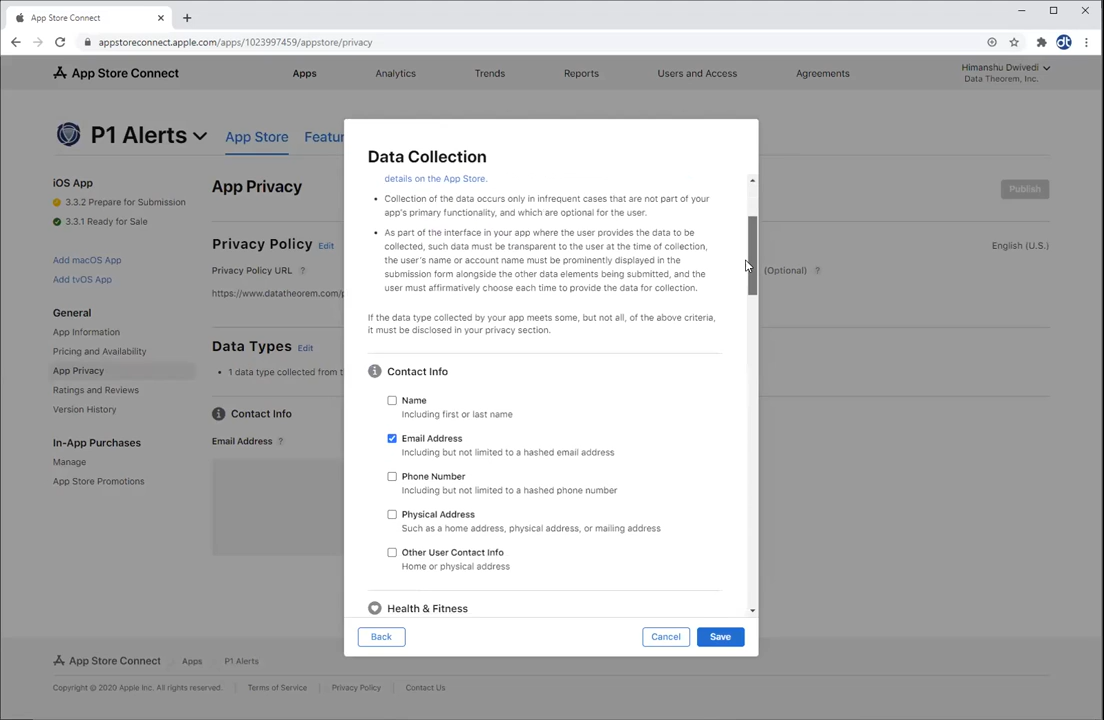 App Store Connect
appstoreconnect.apple.com/apps/1023997459/appstore/privacy
dt
App Store Connect
Apps
Analytics
Trends
Reports
Users and Access
Agreements
Himanshu Dwivedi
Data Theorem, Inc.
P1 Alerts
App Store
Featur
iOS App
3.3.2 Prepare for Submission
3.3.1 Ready for Sale
Add macOS App
Add tvOS App
General
App Information
Pricing and Availability
App Privacy
Ratings and Reviews
Version History
In-App Purchases
Manage
App Store Promotions
App Privacy
Publish
Privacy Policy Edit
English (U.S.)
Privacy Policy URL ?
(Optional) ?
https://www.datatheorem.com/p
Data Types Edit
• 1 data type collected from t
Contact Info
Email Address ?
Data Collection
details on the App Store.
• Collection of the data occurs only in infrequent cases that are not part of your
app's primary functionality, and which are optional for the user.
• As part of the interface in your app where the user provides the data to be
collected, such data must be transparent to the user at the time of collection,
the user's name or account name must be prominently displayed in the
submission form alongside the other data elements being submitted, and the
user must affirmatively choose each time to provide the data for collection.
If the data type collected by your app meets some, but not all, of the above criteria,
it must be disclosed in your privacy section.
Contact Info
Name
Including first or last name
Email Address
Including but not limited to a hashed email address
Phone Number
Including but not limited to a hashed phone number
Physical Address
Such as a home address, physical address, or mailing address
Other User Contact Info
Home or physical address
Health & Fitness
Back
Cancel
Save
App Store Connect
Apps
P1 Alerts
Copyright © 2020 Apple Inc. All rights reserved.
Terms of Service
Privacy Policy
Contact Us